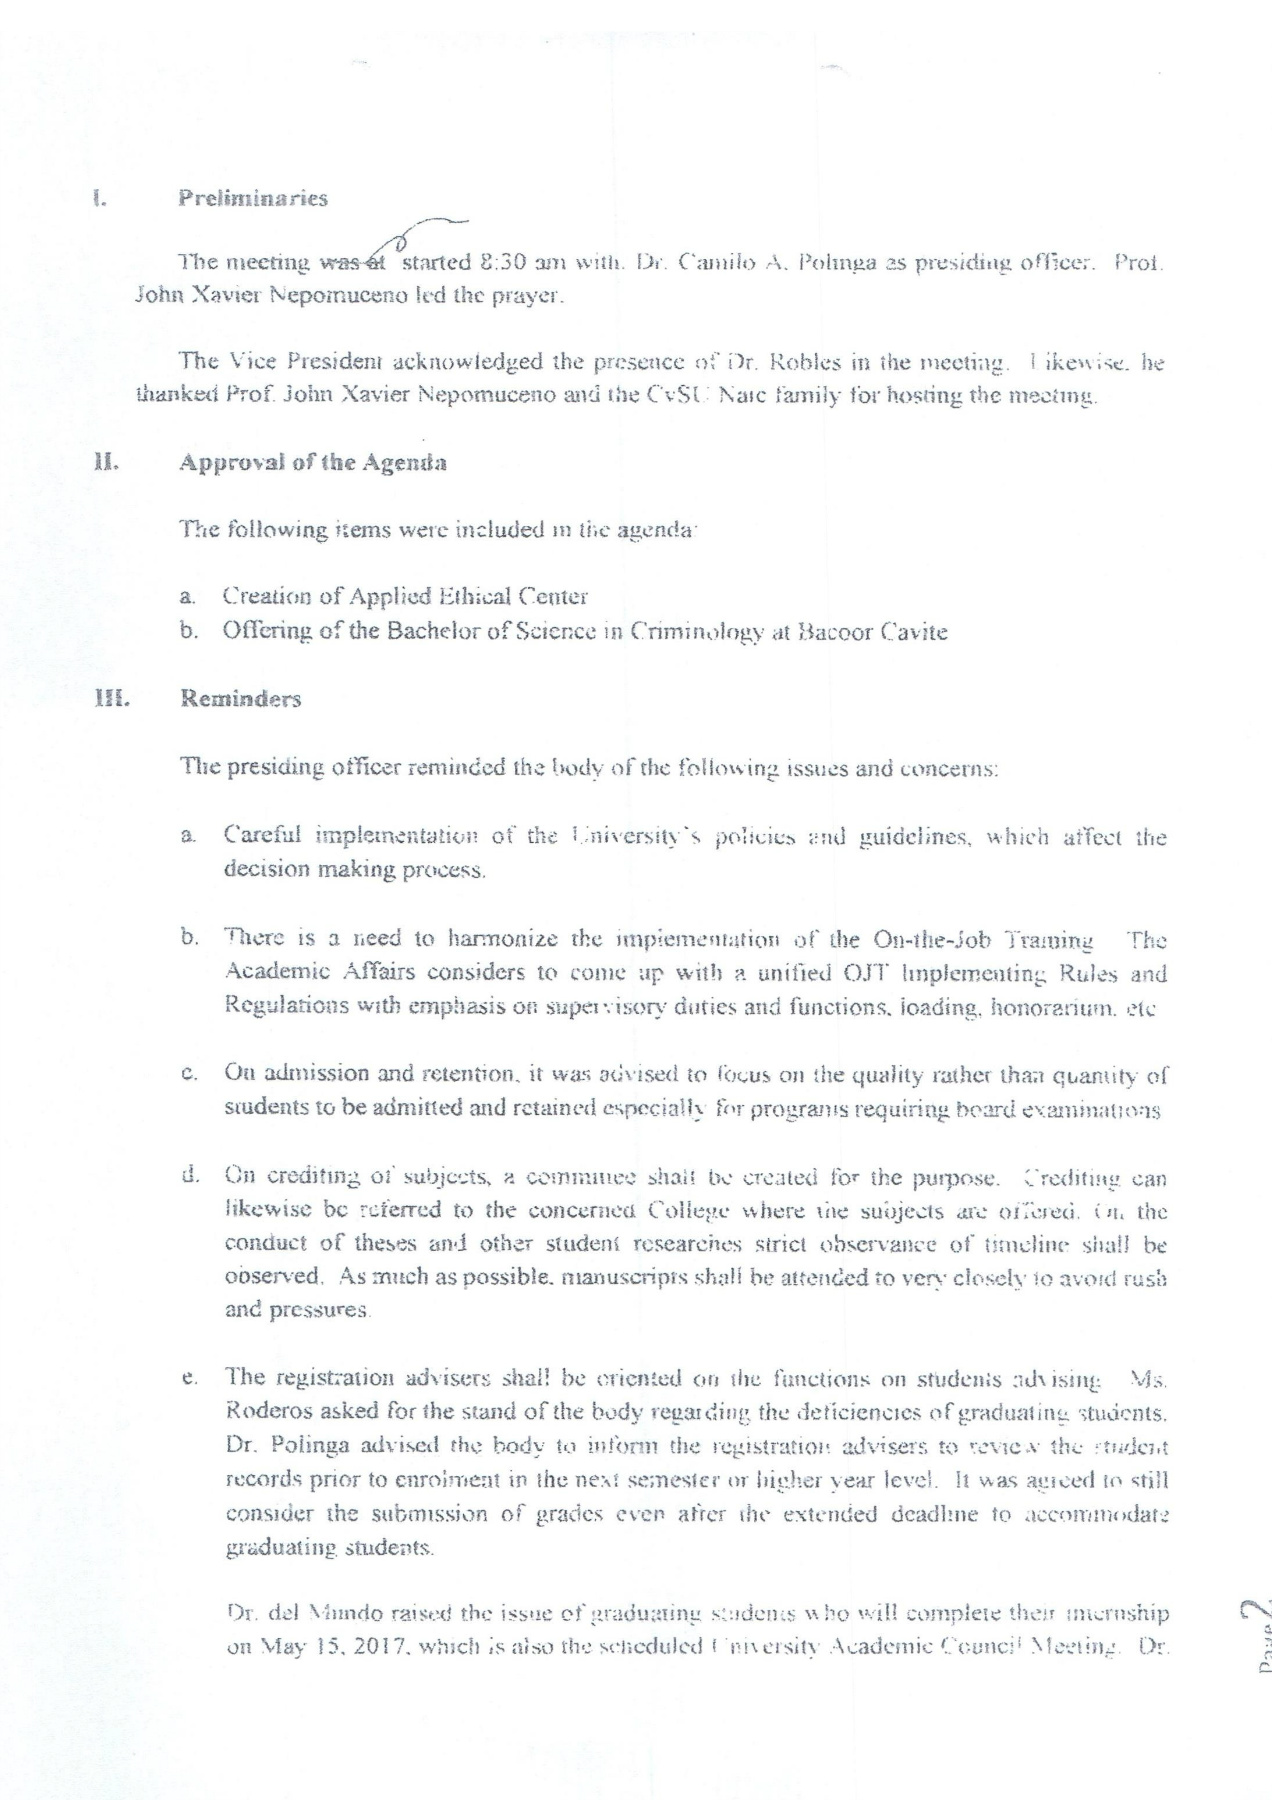 I. Preliminaries
The meeting was at started 8:30 am with. Dr. Camilo A. Polinga as presiding officer. Prof.
John Xavier Nepomuceno led the prayer.
The Vice President acknowledged the presence of Dr. Robles in the meeting. Likewise, he
thanked Prof. John Xavier Nepomuceno and the CvSU Naic family for hosting the meeting.
II. Approval of the Agenda
The following items were included in the agenda:
a. Creation of Applied Ethical Center
b. Offering of the Bachelor of Science in Criminology at Bacoor Cavite
III. Reminders
The presiding officer reminded the body of the following issues and concerns:
a. Careful implementation of the University's policies and guidelines, which affect the
decision making process.
b. There is a need to harmonize the implementation of the On-the-Job Training The
Academic Affairs considers to come up with a unified OJT Implementing Rules and
Regulations with emphasis on supervisory duties and functions, loading, honorarium, etc
c. On admission and retention, it was advised to focus on the quality rather than quantity of
students to be admitted and retained especially for programs requiring board examinations
d. On crediting of subjects, a committee shall be created for the purpose. Crediting can
likewise be referred to the concerned College where the subjects are offered. On the
conduct of theses and other student researches strict observance of timeline shall be
observed. As much as possible, manuscripts shall be attended to very closely to avoid rush
and pressures.
e. The registration advisers shall be oriented on the functions on students advising Ms.
Roderos asked for the stand of the body regarding the deficiencies of graduating students.
Dr. Polinga advised the body to inform the registration advisers to review the student
records prior to enrolment in the next semester or higher year level. It was agreed to still
consider the submission of grades even after the extended deadline to accommodate
graduating students.
Dr. del Mundo raised the issue of graduating students who will complete their internship
on May 15, 2017, which is also the scheduled University Academic Council Meeting. Dr.
Page 2